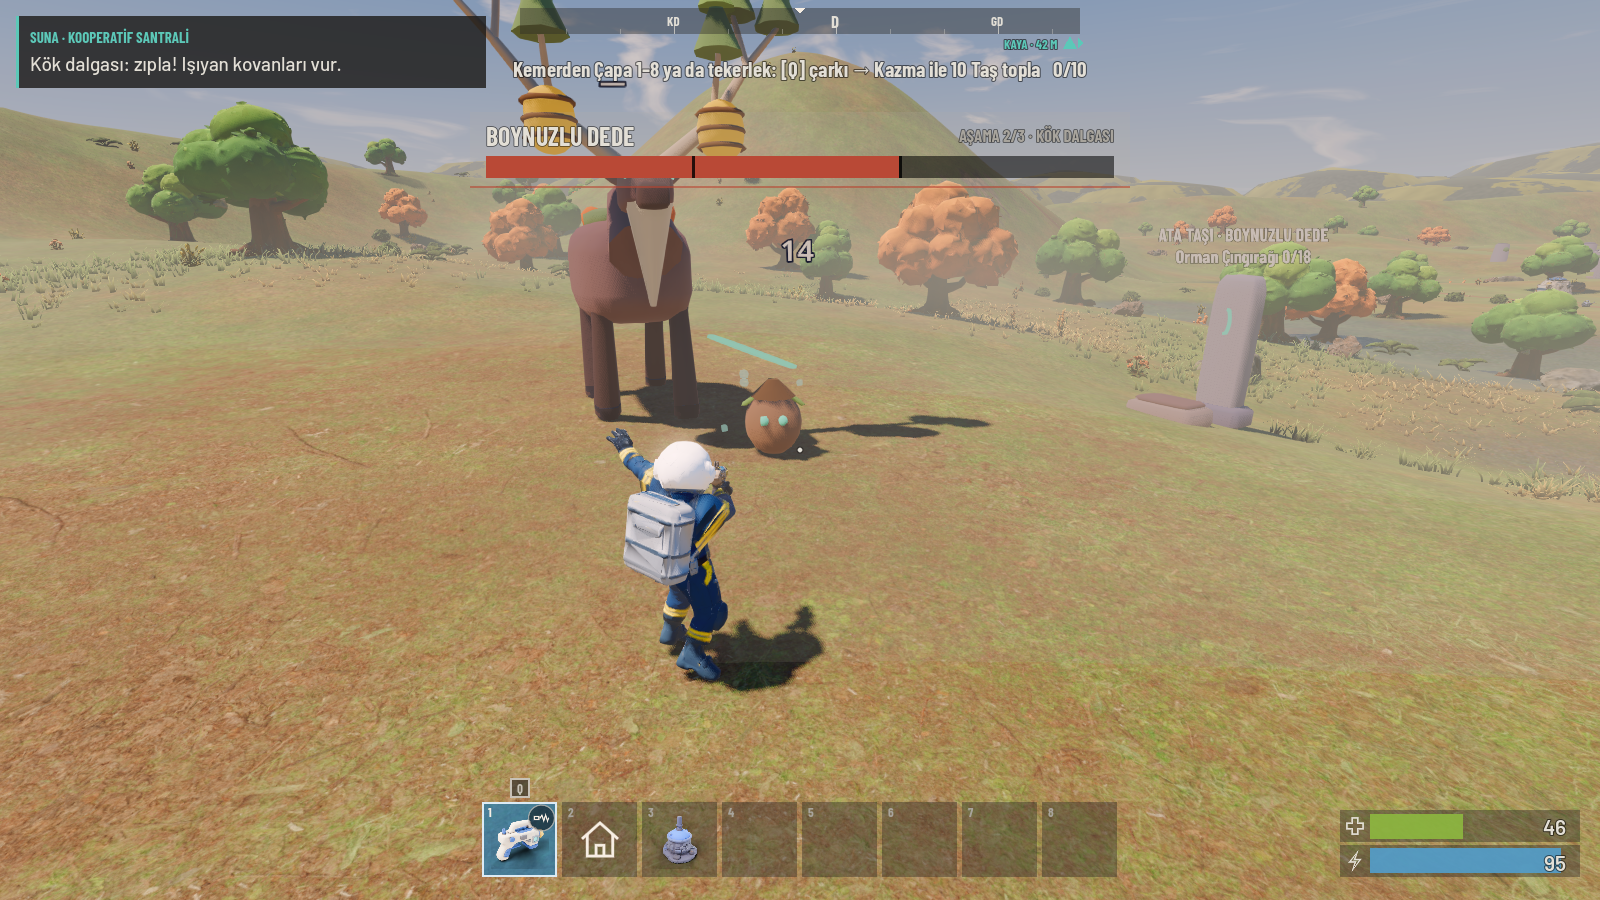 SUNA · KOOPERATİF SANTRALİ
Kök dalgası: zıpla! Işıyan kovanları vur.
KD
D
GD
KAYA · 42 M
Kemerden Çapa 1-8 ya da tekerlek: [Q] çarkı → Kazma ile 10 Taş topla 0/10
BOYNUZLU DEDE
AŞAMA 2/3 · KÖK DALGASI
14
ATA TAŞI · BOYNUZLU DEDE
Orman Çıngırağı 0/18
Q
1
2
3
4
5
6
7
8
46
95